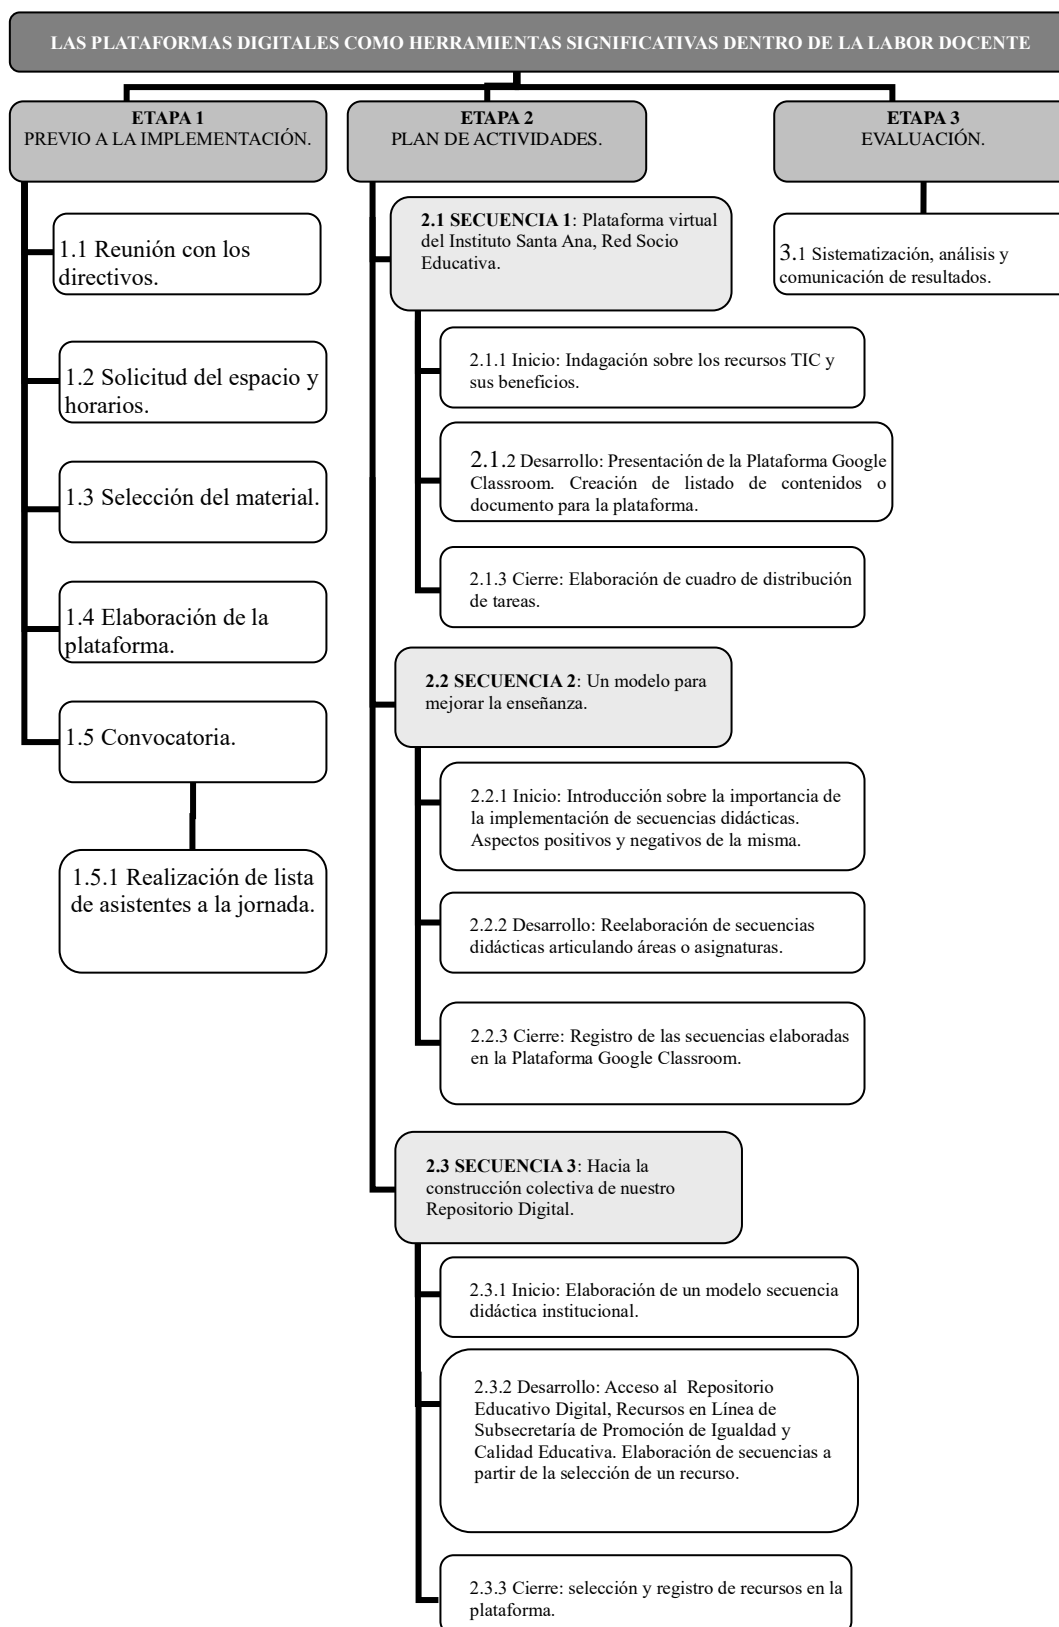 LAS PLATAFORMAS DIGITALES COMO HERRAMIENTAS SIGNIFICATIVAS DENTRO DE LA LABOR DOCENTE
ETAPA 1
PREVIO A LA IMPLEMENTACIÓN.
1.1 Reunión con los
directivos.
1.2 Solicitud del espacio y
horarios.
1.3 Selección del material.
1.4 Elaboración de la
plataforma.
1.5 Convocatoria.
1.5.1 Realización de lista
de asistentes a la jornada.
ETAPA 2
PLAN DE ACTIVIDADES.
2.1 SECUENCIA 1: Plataforma virtual
del Instituto Santa Ana, Red Socio
Educativa.
2.1.1 Inicio: Indagación sobre los recursos TIC y
sus beneficios.
2.1.2 Desarrollo: Presentación de la Plataforma Google
Classroom. Creación de listado de contenidos o
documento para la plataforma.
2.1.3 Cierre: Elaboración de cuadro de distribución
de tareas.
2.2 SECUENCIA 2: Un modelo para
mejorar la enseñanza.
2.2.1 Inicio: Introducción sobre la importancia de
la implementación de secuencias didácticas.
Aspectos positivos y negativos de la misma.
2.2.2 Desarrollo: Reelaboración de secuencias
didácticas articulando áreas o asignaturas.
2.2.3 Cierre: Registro de las secuencias elaboradas
en la Plataforma Google Classroom.
2.3 SECUENCIA 3: Hacia la
construcción colectiva de nuestro
Repositorio Digital.
2.3.1 Inicio: Elaboración de un modelo secuencia
didáctica institucional.
2.3.2 Desarrollo: Acceso al Repositorio
Educativo Digital, Recursos en Línea de
Subsecretaría de Promoción de Igualdad y
Calidad Educativa. Elaboración de secuencias a
partir de la selección de un recurso.
2.3.3 Cierre: selección y registro de recursos en la
plataforma.
ETAPA 3
EVALUACIÓN.
3.1 Sistematización, análisis y
comunicación de resultados.